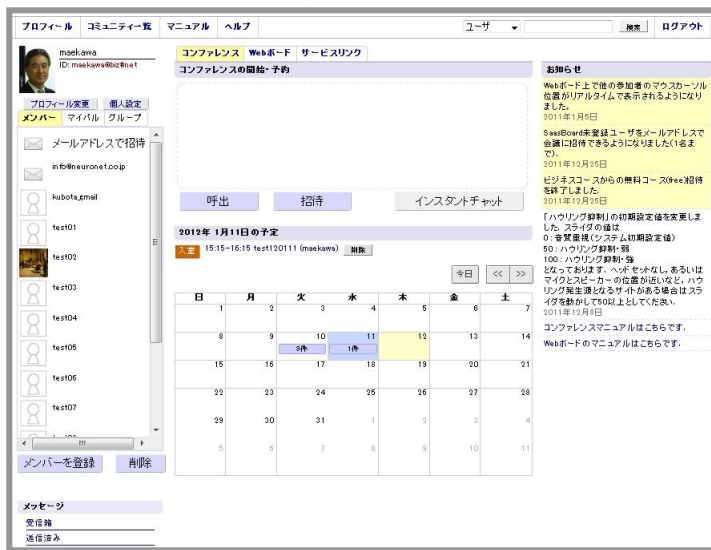 プロフィール コミュニティ一覧 マニュアル ヘルプ ユーザ 検索 ログアウト
maekawa
ID: maekawa@biz#net
プロフィール変更 個人設定
メンバー マイパル グループ
メールアドレスで招待
info@neuronet.co.jp
kubota_gmail
test01
test02
test03
test04
test05
test06
test07
メンバーを登録 削除
メッセージ
受信箱
送信済み
コンファレンス Webボード サービスリンク
コンファレンスの開始・予約
呼出 招待 インスタントチャット
2012年 1月11日の予定
入室 15:15-16:15 test120111 (maekawa) 削除
今日 << >>
日 月 火 水 木 金 土
1 2 3 4 5 6 7
8 9 10 11 12 13 14
5件 1件
15 16 17 18 19 20 21
22 23 24 25 26 27 28
29 30 31 1 2 3 4
5 6 7 8 9 10 11
お知らせ
Webボード上で他の参加者のマウスカーソル
位置がリアルタイムで表示されるようになり
ました。
2011年1月5日
SaasBoard未登録ユーザをメールアドレスで
会議に招待できるようになりました(1名ま
で)。
2011年12月25日
ビジネスコースからの無料コース(free)招待
を終了しました。
2011年12月25日
「ハウリング抑制」の初期設定値を変更しま
した。スライダの値は
0：音質重視(システム初期設定値)
50：ハウリング抑制・弱
100：ハウリング抑制・強
となっております。ヘッドセットなし、あるいは
マイクとスピーカーの位置が近いなど、ハウ
リング発生源となるサイトがある場合はスラ
イダを動かして50以上としてください。
2011年12月8日
コンファレンスマニュアルはこちらです.
Webボードのマニュアルはこちらです.